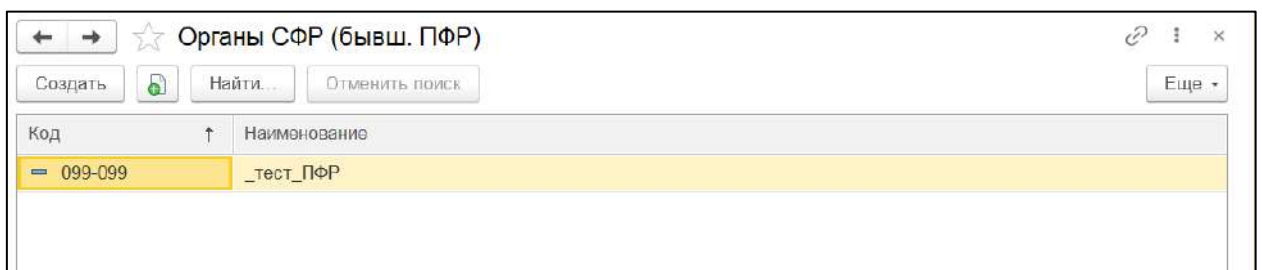 Органы СФР (бывш. ПФР)
Создать Найти... Отменить поиск Еще
Код Наименование
099-099 _тест_ПФР